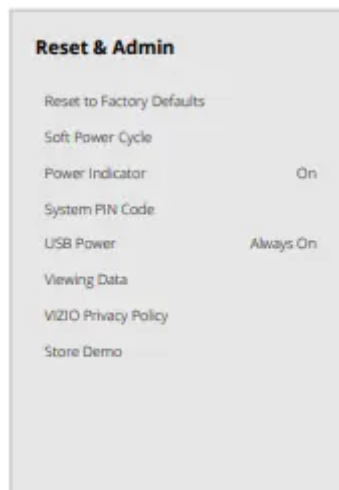 Reset & Admin
Reset to Factory Defaults
Soft Power Cycle
Power Indicator On
System PIN Code
USB Power Always On
Viewing Data
VIZIO Privacy Policy
Store Demo